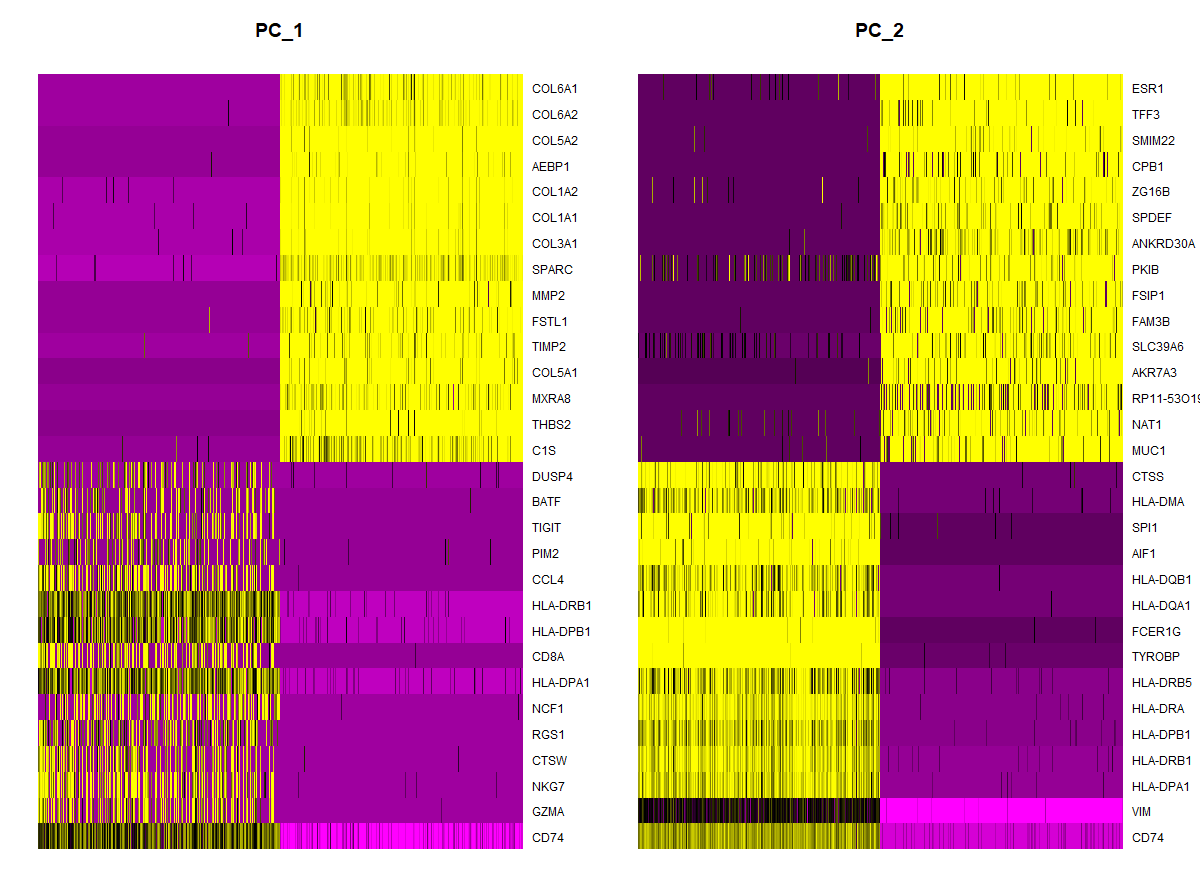 PC_1
COL6A1
COL6A2
COL5A2
AEBP1
COL1A2
COL1A1
COL3A1
SPARC
MMP2
FSTL1
TIMP2
COL5A1
MXRA8
THBS2
C1S
DUSP4
BATF
TIGIT
PIM2
CCL4
HLA-DRB1
HLA-DPB1
CD8A
HLA-DPA1
NCF1
RGS1
CTSW
NKG7
GZMA
CD74
PC_2
ESR1
TFF3
SMIM22
CPB1
ZG16B
SPDEF
ANKRD30A
PKIB
FSIP1
FAM3B
SLC39A6
AKR7A3
RP11-53O19
NAT1
MUC1
CTSS
HLA-DMA
SPI1
AIF1
HLA-DQB1
HLA-DQA1
FCER1G
TYROBP
HLA-DRB5
HLA-DRA
HLA-DPB1
HLA-DRB1
HLA-DPA1
VIM
CD74